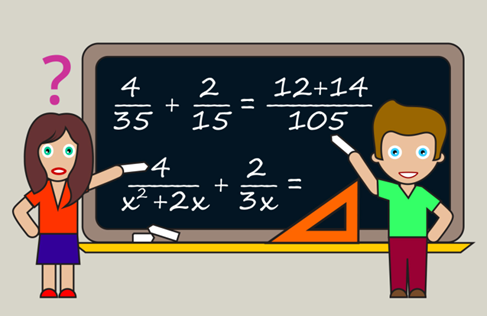 ?
4/35 + 2/15 = 12+14/105
4/x²+2x + 2/3x =